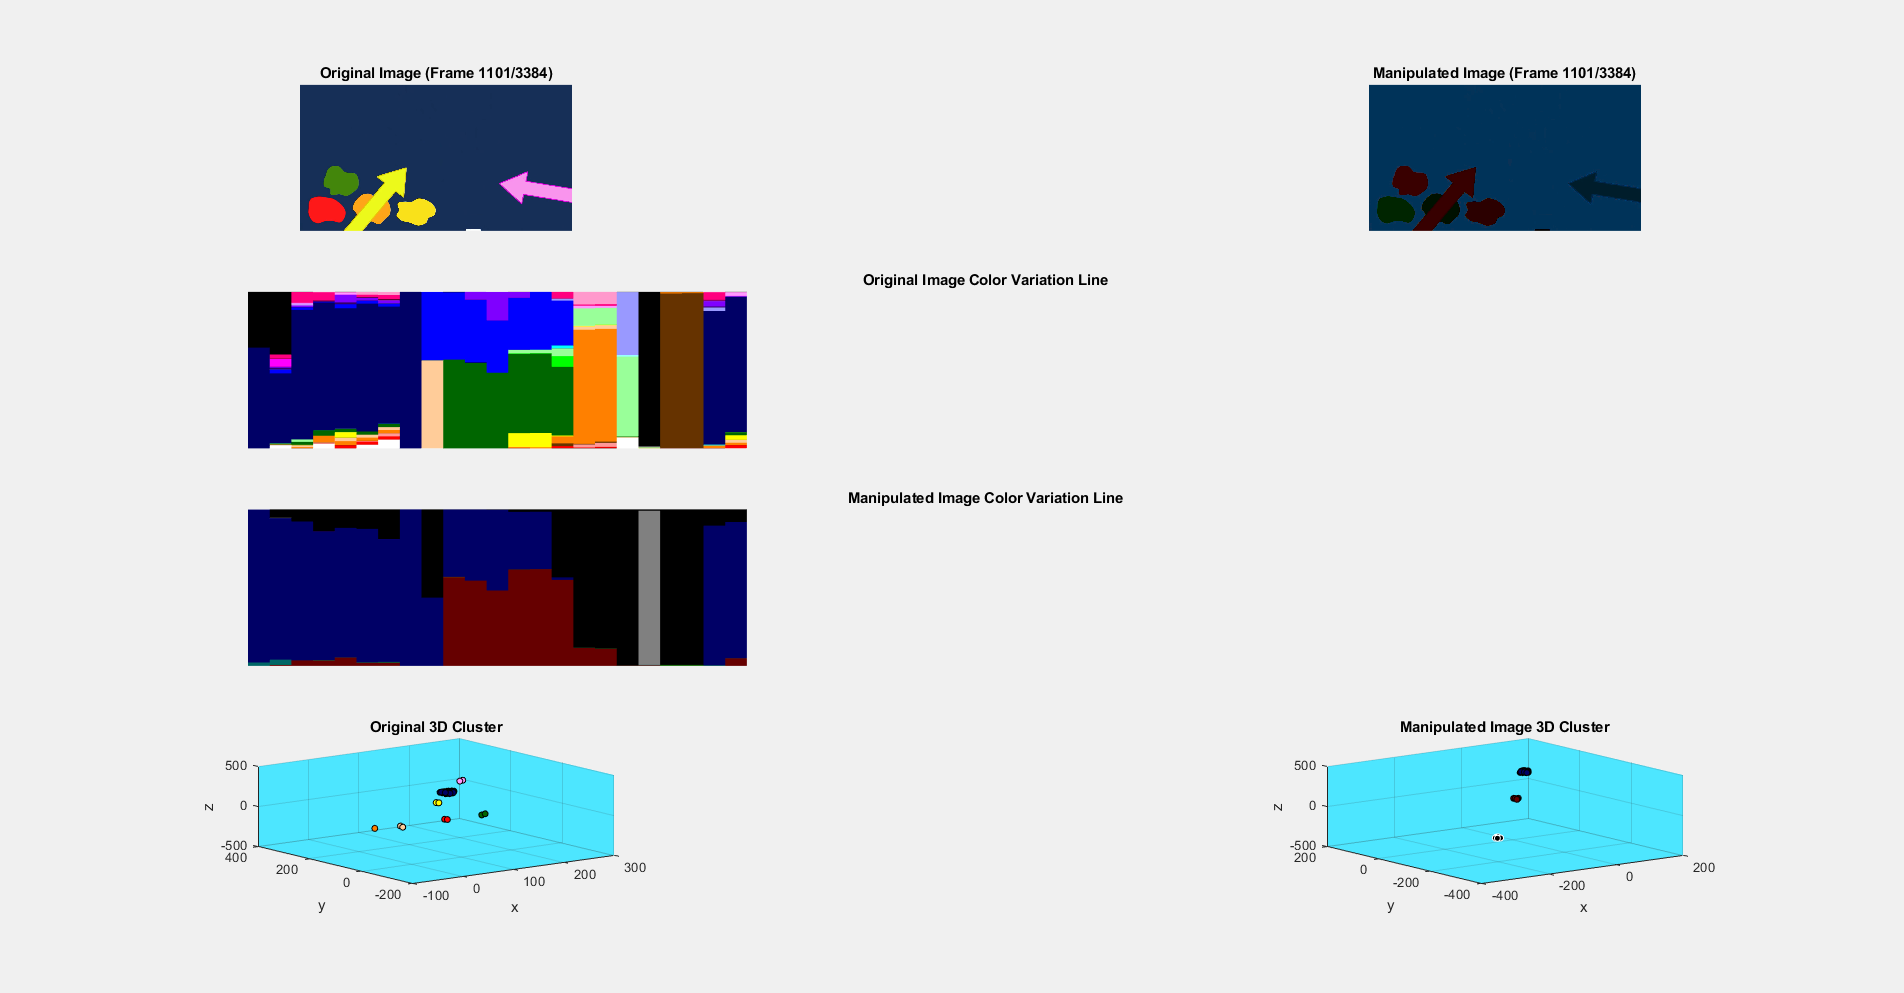 Original Image (Frame 1101/3384)
Manipulated Image (Frame 1101/3384)
Original Image Color Variation Line
Manipulated Image Color Variation Line
Original 3D Cluster
500
0
-500
z
400
200
0
-200
y
-100
0
100
200
300
x
Manipulated Image 3D Cluster
500
0
-500
z
200
0
-200
-400
y
-400
-200
0
200
x